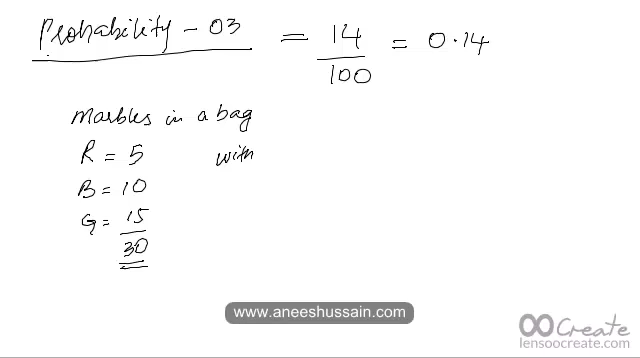 Probability - 03 = 14/100 = 0.14
Marbles in a bag
R = 5 with
B = 10
G = 15
30
www.aneeshussain.com
Create
lensoocreate.com